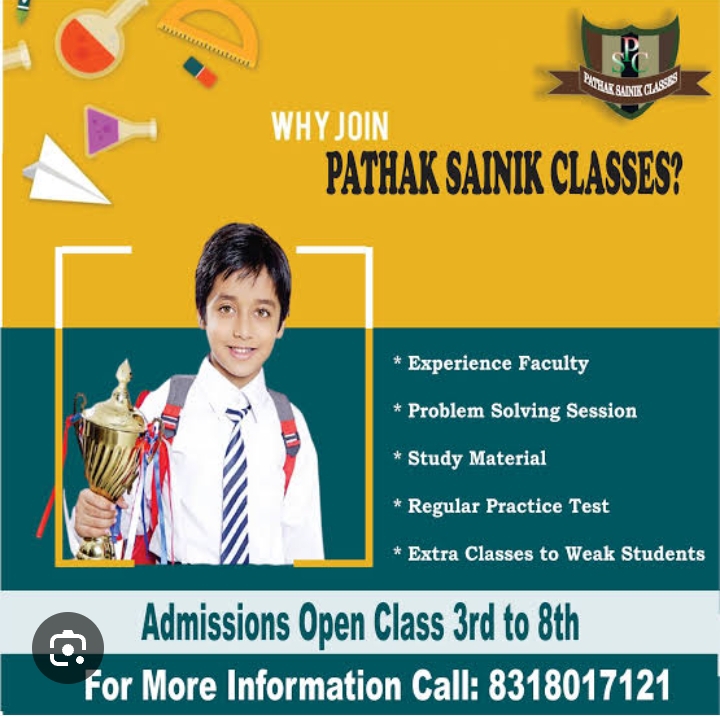 SPC
PATHAK SAINIK CLASSES
WHY JOIN
PATHAK SAINIK CLASSES?
* Experience Faculty
* Problem Solving Session
* Study Material
* Regular Practice Test
* Extra Classes to Weak Students
Admissions Open Class 3rd to 8th
For More Information Call: 8318017121